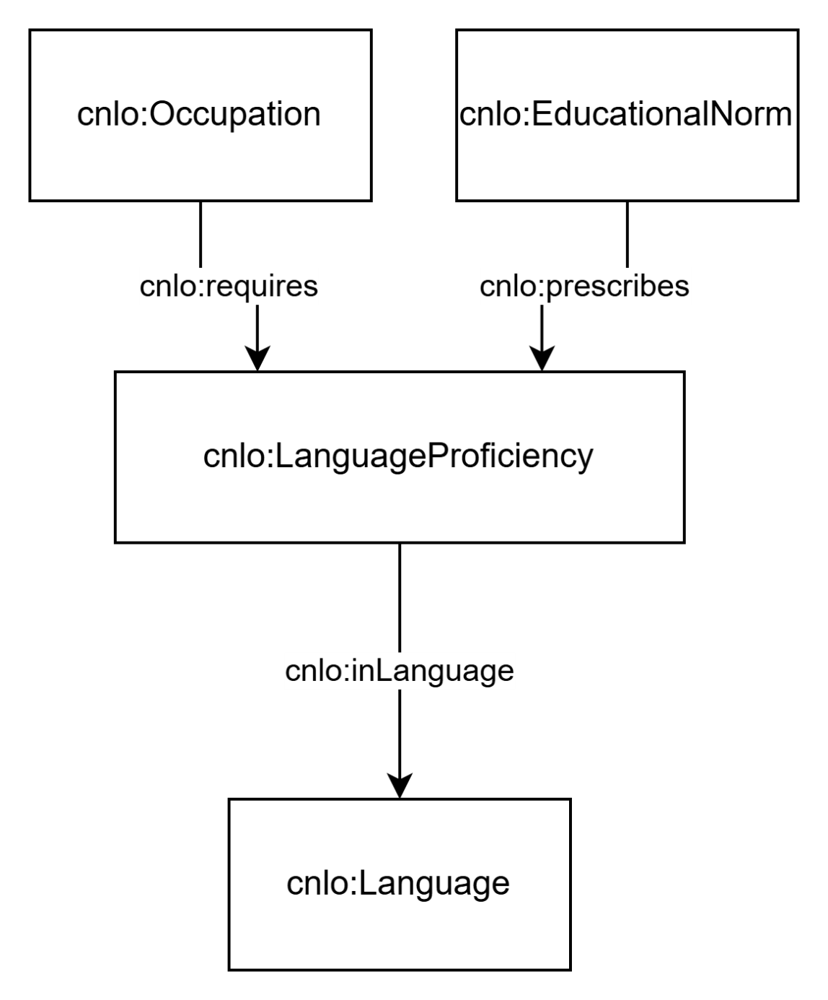 cnlo:Occupation
cnlo:EducationalNorm
cnlo:requires
cnlo:prescribes
cnlo:LanguageProficiency
cnlo:inLanguage
cnlo:Language